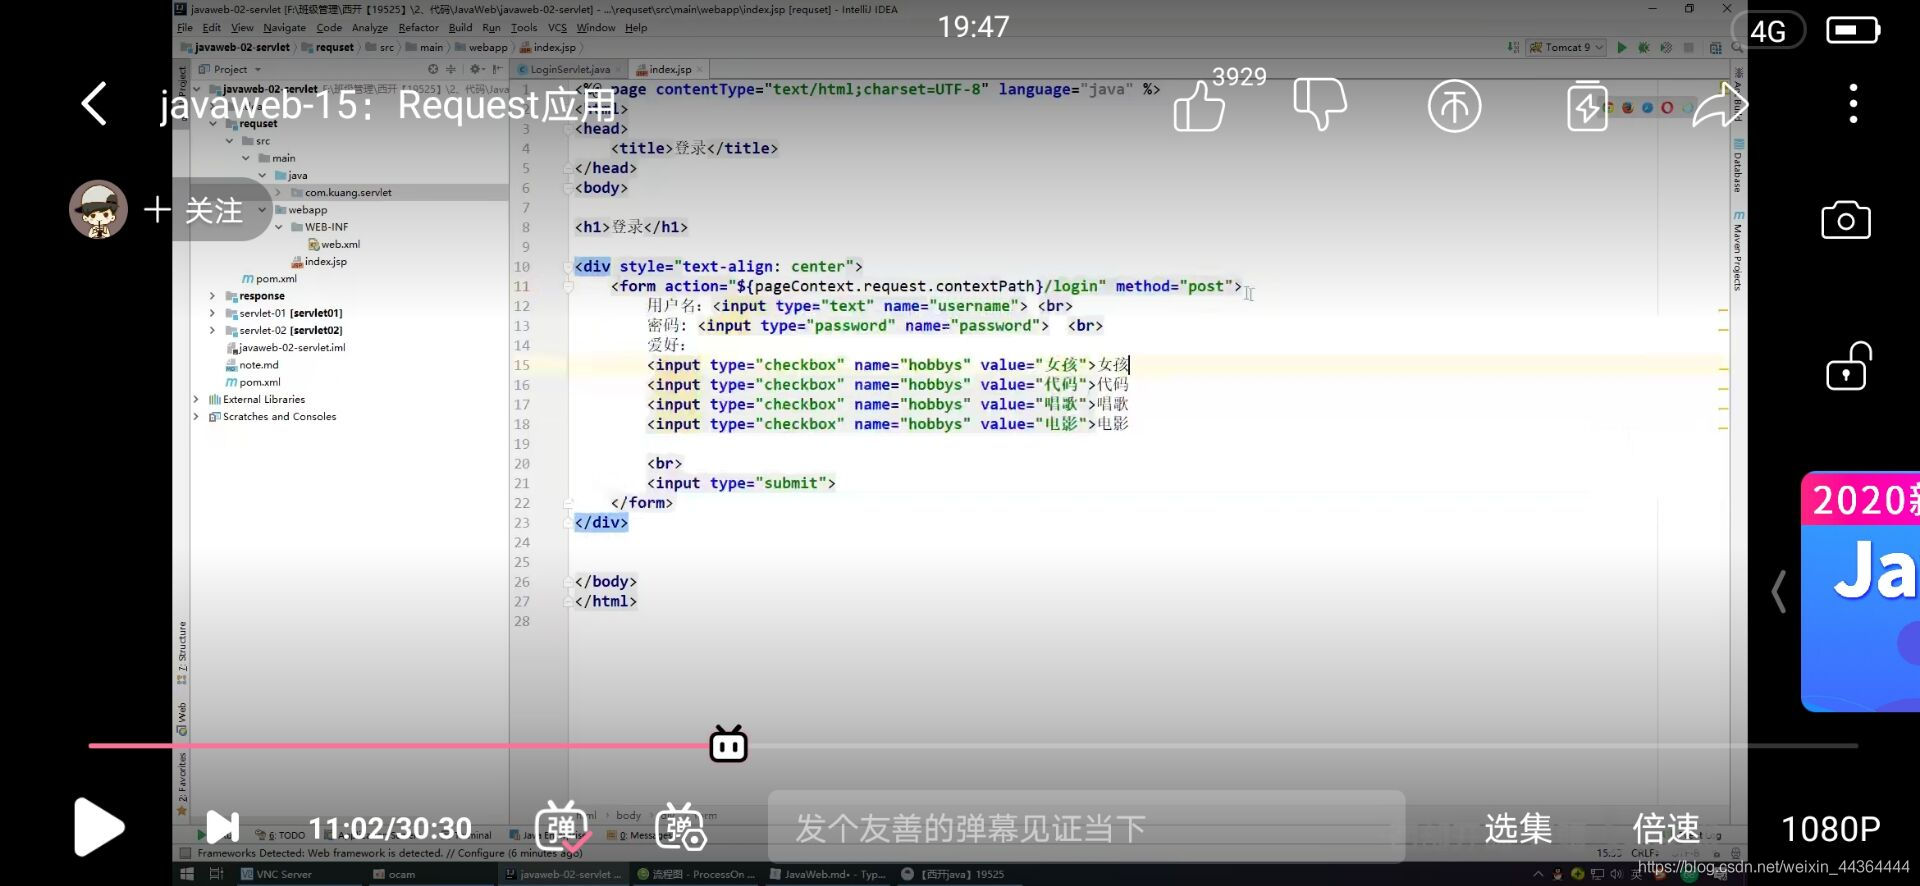 javaweb-02-servlet [F:\班级管理\西开【19525】\2、代码\JavaWeb\javaweb-02-servlet] - ...\requset\src\main\webapp\index.jsp [requset] - IntelliJ IDEA
19:47
4G
File Edit View Navigate Code Analyze Refactor Build Run Tools VCS Window Help
javaweb-02-servlet requset src main webapp index.jsp
Tomcat 9
Project
LoginServlet.java index.jsp
3929
javaweb-15：Request应用
+ 关注
javaweb-02-servlet
requset
src
main
java
com.kuang.servlet
webapp
WEB-INF
web.xml
index.jsp
pom.xml
response
servlet-01 [servlet01]
servlet-02 [servlet02]
javaweb-02-servlet.iml
note.md
pom.xml
External Libraries
Scratches and Consoles
page contentType="text/html;charset=UTF-8" language="java" %>
3 <head>
4 <title>登录</title>
5 </head>
6 <body>
7
8 <h1>登录</h1>
9
10 <div style="text-align: center">
11 <form action="${pageContext.request.contextPath}/login" method="post">
12 用户名：<input type="text" name="username"> <br>
13 密码：<input type="password" name="password"> <br>
14 爱好：
15 <input type="checkbox" name="hobbys" value="女孩">女孩
16 <input type="checkbox" name="hobbys" value="代码">代码
17 <input type="checkbox" name="hobbys" value="唱歌">唱歌
18 <input type="checkbox" name="hobbys" value="电影">电影
19
20 <br>
21 <input type="submit">
22 </form>
23 </div>
24
25
26 </body>
27 </html>
28
Project
7: Structure
Web
2: Favorites
Database
Maven Projects
2020新
Ja
11:02/30:30
弹
弹
发个友善的弹幕见证当下
选集
倍速
1080P
body
6: TODO
0: Messages
Frameworks Detected: Web framework is detected. // Configure (6 minutes ago)
VNC Server ocam javaweb-02-servlet ... 流程图 - ProcessOn ... JavaWeb.md• - Typ... 【西开java】19525
英
https://blog.csdn.net/weixin_44364444